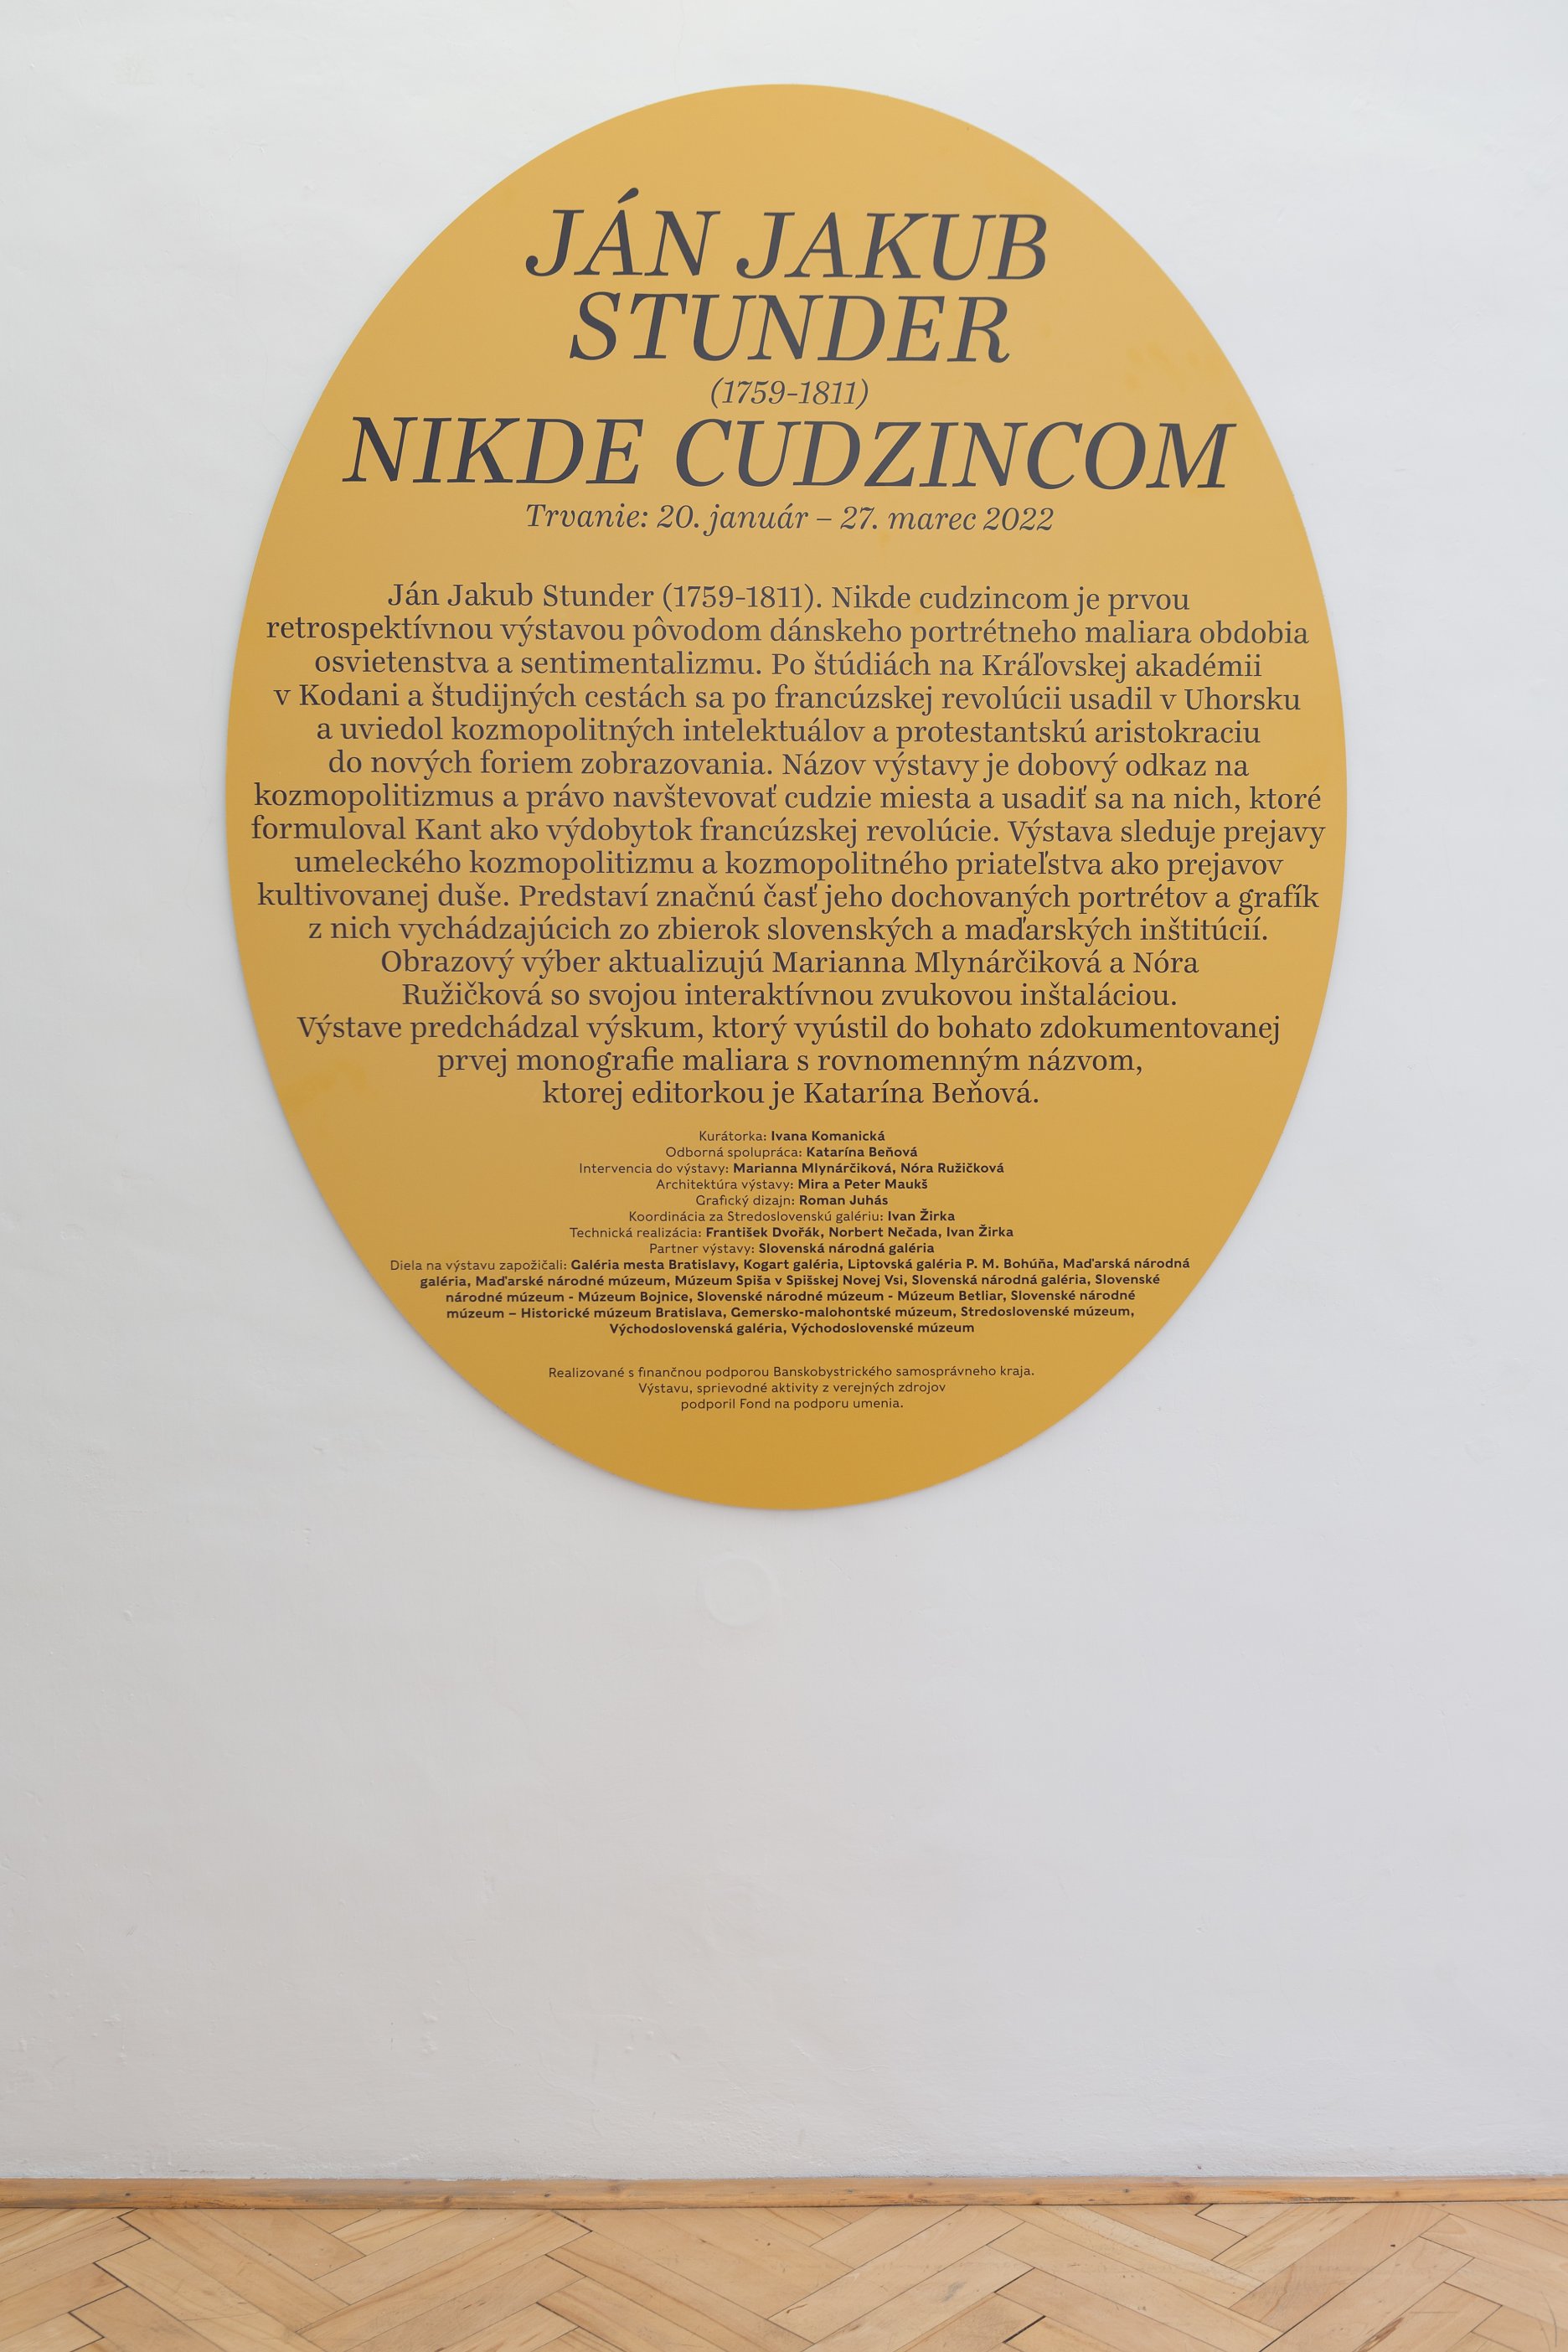 JÁN JAKUB
STUNDER
(1759-1811)
NIKDE CUDZINCOM
Trvanie: 20. január – 27. marec 2022
Ján Jakub Stunder (1759-1811). Nikde cudzincom je prvou
retrospektívnou výstavou pôvodom dánskeho portrétneho maliara obdobia
osvietenstva a sentimentalizmu. Po štúdiách na Kráľovskej akadémii
v Kodani a študijných cestách sa po francúzskej revolúcii usadil v Uhorsku
a uviedol kozmopolitných intelektuálov a protestantskú aristokraciu
do nových foriem zobrazovania. Názov výstavy je dobový odkaz na
kozmopolitizmus a právo navštevovať cudzie miesta a usadiť sa na nich, ktoré
formuloval Kant ako výdobytok francúzskej revolúcie. Výstava sleduje prejavy
umeleckého kozmopolitizmu a kozmopolitného priateľstva ako prejavov
kultivovanej duše. Predstaví značnú časť jeho dochovaných portrétov a grafík
z nich vychádzajúcich zo zbierok slovenských a maďarských inštitúcií.
Obrazový výber aktualizujú Marianna Mlynárčiková a Nóra
Ružičková so svojou interaktívnou zvukovou inštaláciou.
Výstave predchádzal výskum, ktorý vyústil do bohato zdokumentovanej
prvej monografie maliara s rovnomenným názvom,
ktorej editorkou je Katarína Beňová.
Kurátorka: Ivana Komanická
Odborná spolupráca: Katarína Beňová
Intervencia do výstavy: Marianna Mlynárčiková, Nóra Ružičková
Architektúra výstavy: Mira a Peter Maukš
Grafický dizajn: Roman Juhás
Koordinácia za Stredoslovenskú galériu: Ivan Žirka
Technická realizácia: František Dvořák, Norbert Nečada, Ivan Žirka
Partner výstavy: Slovenská národná galéria
Diela na výstavu zapožičali: Galéria mesta Bratislavy, Kogart galéria, Liptovská galéria P. M. Bohúňa, Maďarská národná
galéria, Maďarské národné múzeum, Múzeum Spiša v Spišskej Novej Vsi, Slovenská národná galéria, Slovenské
národné múzeum - Múzeum Bojnice, Slovenské národné múzeum - Múzeum Betliar, Slovenské národné
múzeum – Historické múzeum Bratislava, Gemersko-malohontské múzeum, Stredoslovenské múzeum,
Východoslovenská galéria, Východoslovenské múzeum
Realizované s finančnou podporou Banskobystrického samosprávneho kraja.
Výstavu, sprievodné aktivity z verejných zdrojov
podporil Fond na podporu umenia.